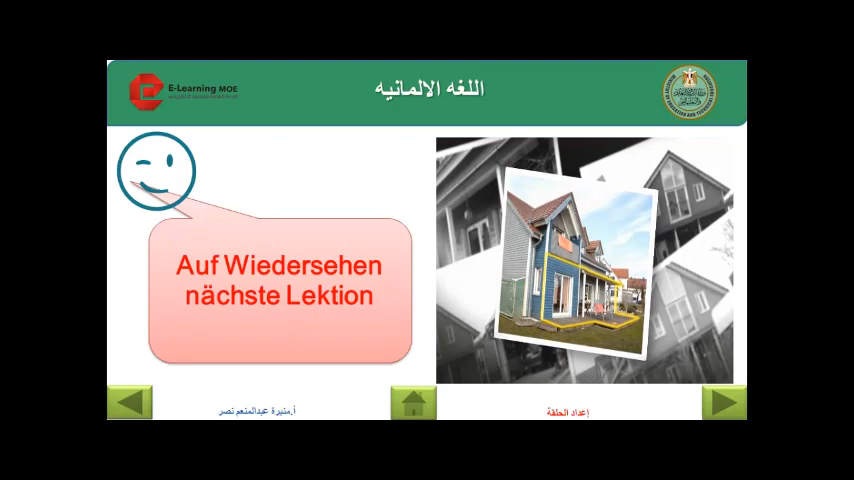 E-Learning MOE
اللغه الالمانيه
Auf Wiedersehen
nächste Lektion
أ.منيرة عبدالمنعم نصر
إعداد الحلقة